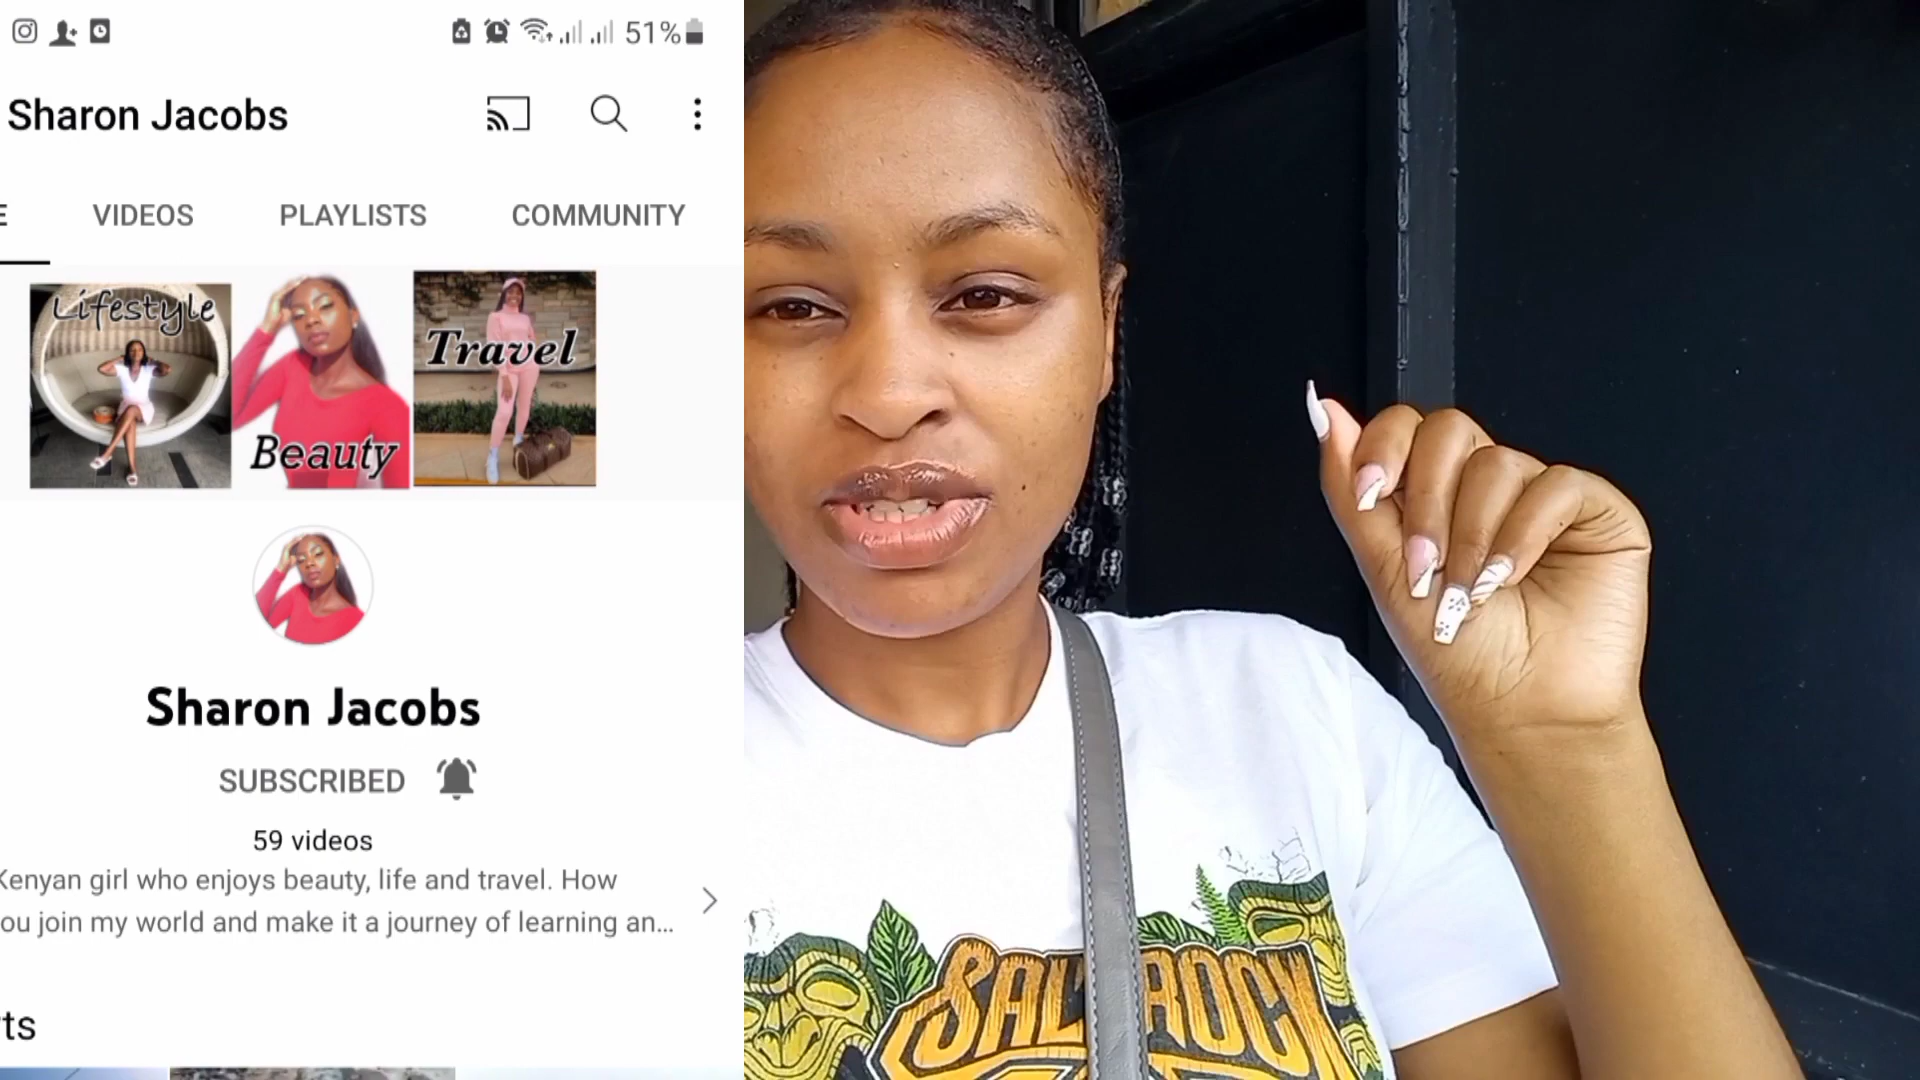 51%
Sharon Jacobs
E VIDEOS PLAYLISTS COMMUNITY
Lifestyle
Beauty
Travel
Sharon Jacobs
SUBSCRIBED
59 videos
Kenyan girl who enjoys beauty, life and travel. How
ou join my world and make it a journey of learning an...
rts